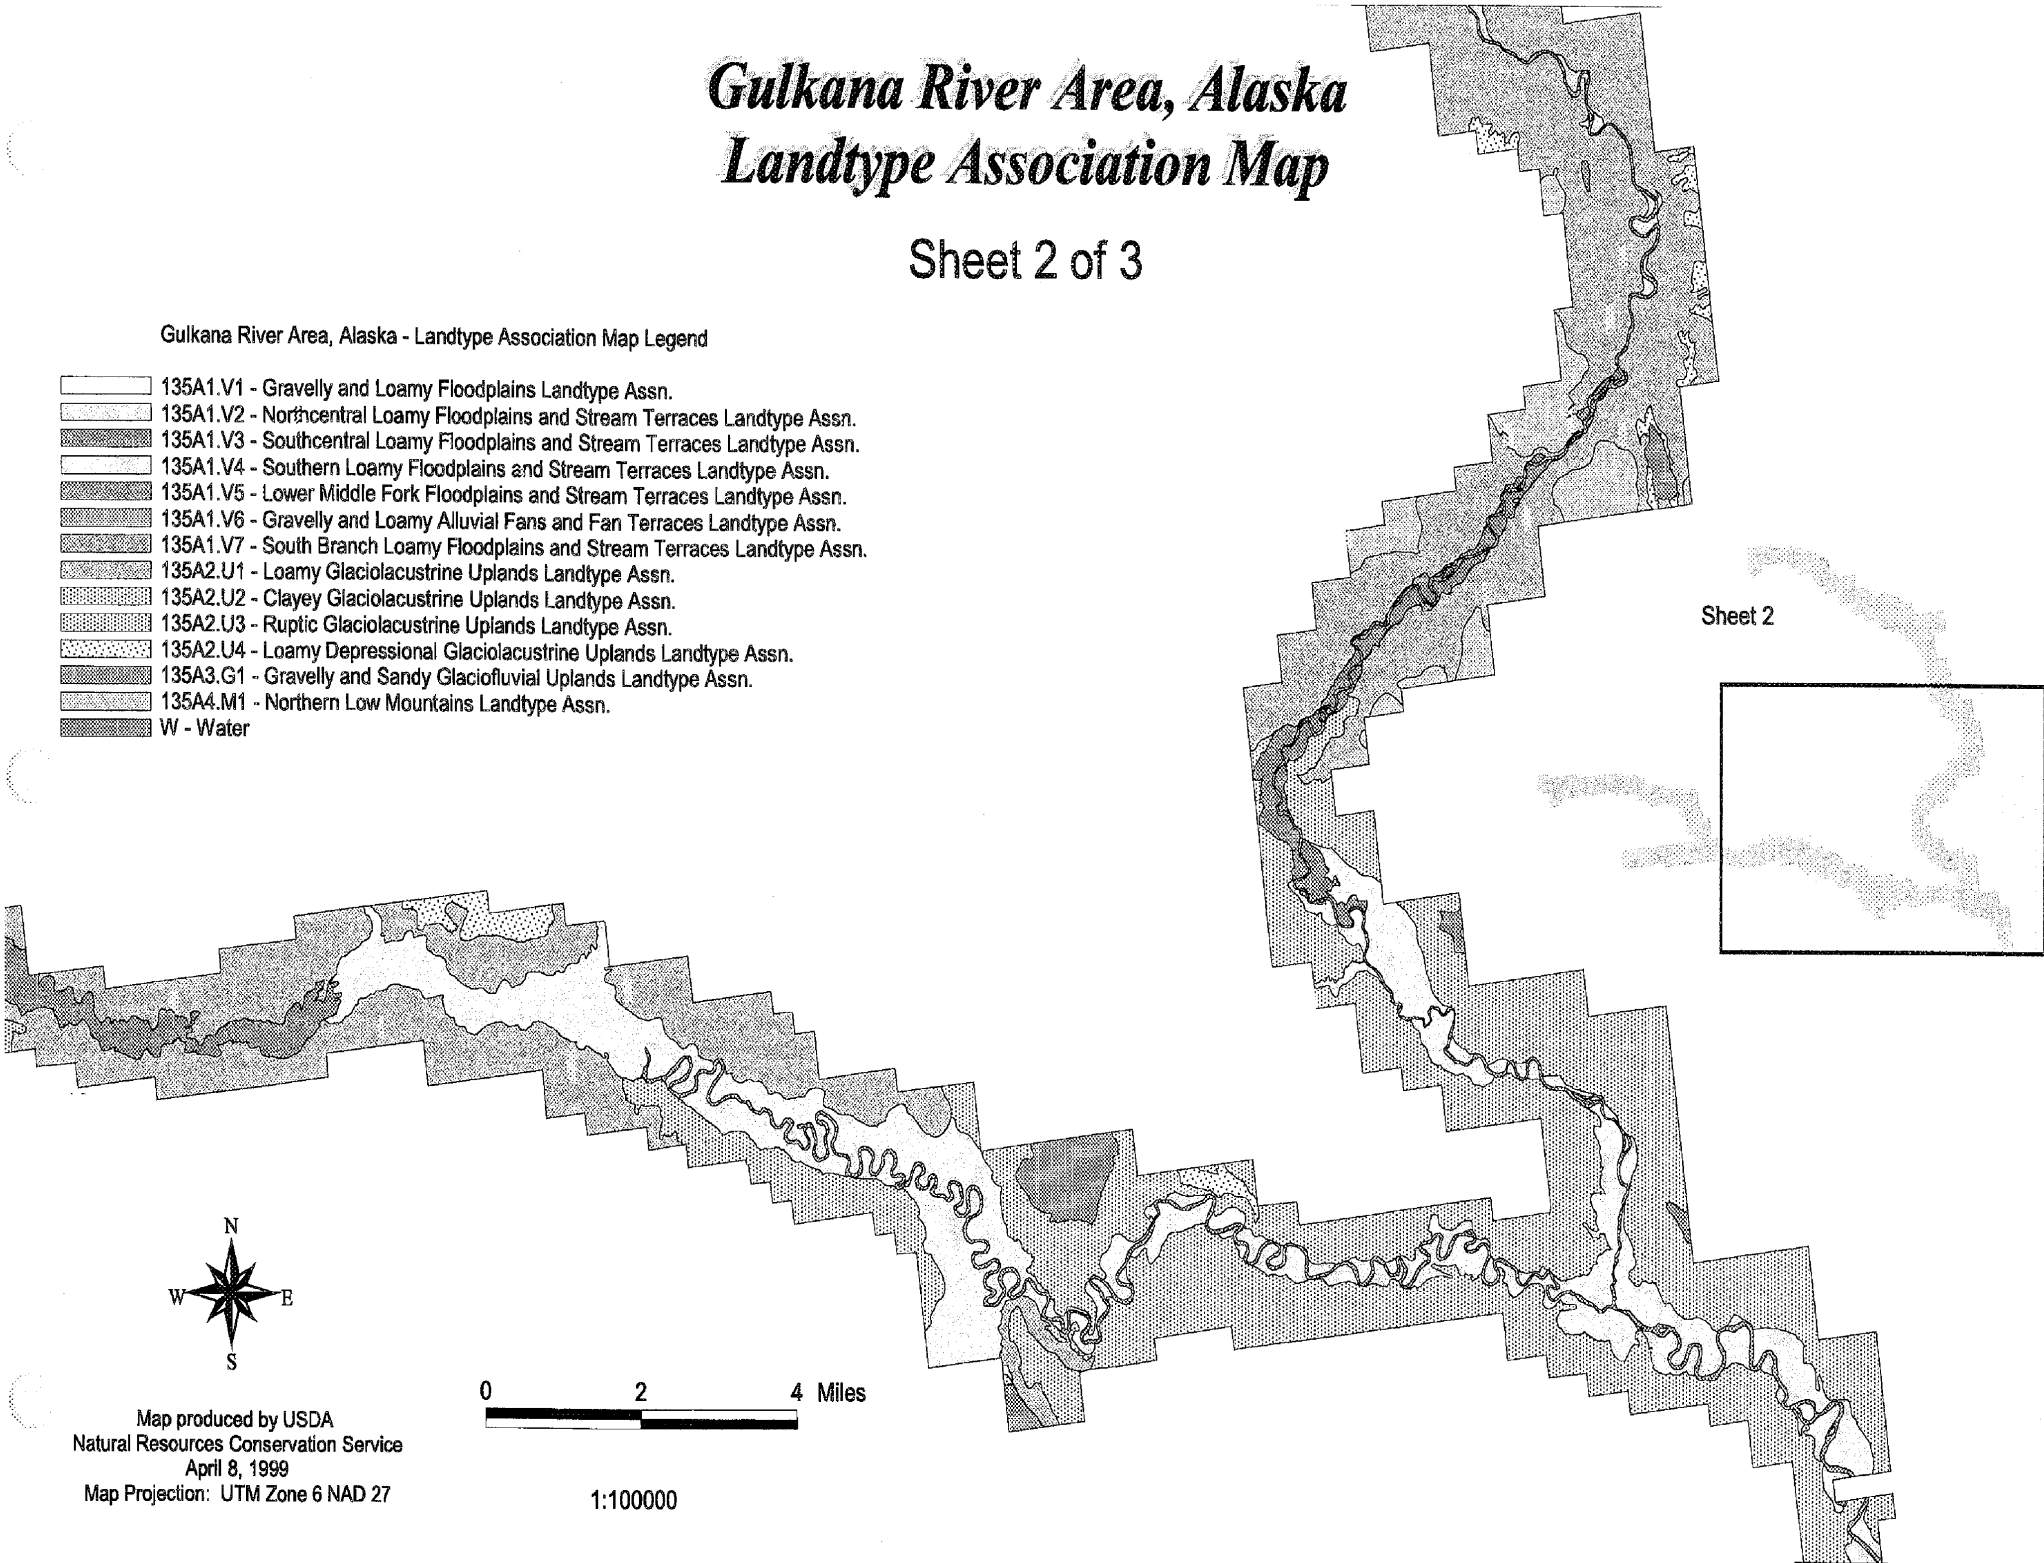 Gulkana River Area, Alaska
Landtype Association Map
Sheet 2 of 3
Gulkana River Area, Alaska - Landtype Association Map Legend
135A1.V1 - Gravelly and Loamy Floodplains Landtype Assn.
135A1.V2 - Northcentral Loamy Floodplains and Stream Terraces Landtype Assn.
135A1.V3 - Southcentral Loamy Floodplains and Stream Terraces Landtype Assn.
135A1.V4 - Southern Loamy Floodplains and Stream Terraces Landtype Assn.
135A1.V5 - Lower Middle Fork Floodplains and Stream Terraces Landtype Assn.
135A1.V6 - Gravelly and Loamy Alluvial Fans and Fan Terraces Landtype Assn.
135A1.V7 - South Branch Loamy Floodplains and Stream Terraces Landtype Assn.
135A2.U1 - Loamy Glaciolacustrine Uplands Landtype Assn.
135A2.U2 - Clayey Glaciolacustrine Uplands Landtype Assn.
135A2.U3 - Ruptic Glaciolacustrine Uplands Landtype Assn.
135A2.U4 - Loamy Depressional Glaciolacustrine Uplands Landtype Assn.
135A3.G1 - Gravelly and Sandy Glaciofluvial Uplands Landtype Assn.
135A4.M1 - Northern Low Mountains Landtype Assn.
W - Water
Sheet 2
N
W E
S
0 2 4 Miles
1:100000
Map produced by USDA
Natural Resources Conservation Service
April 8, 1999
Map Projection: UTM Zone 6 NAD 27